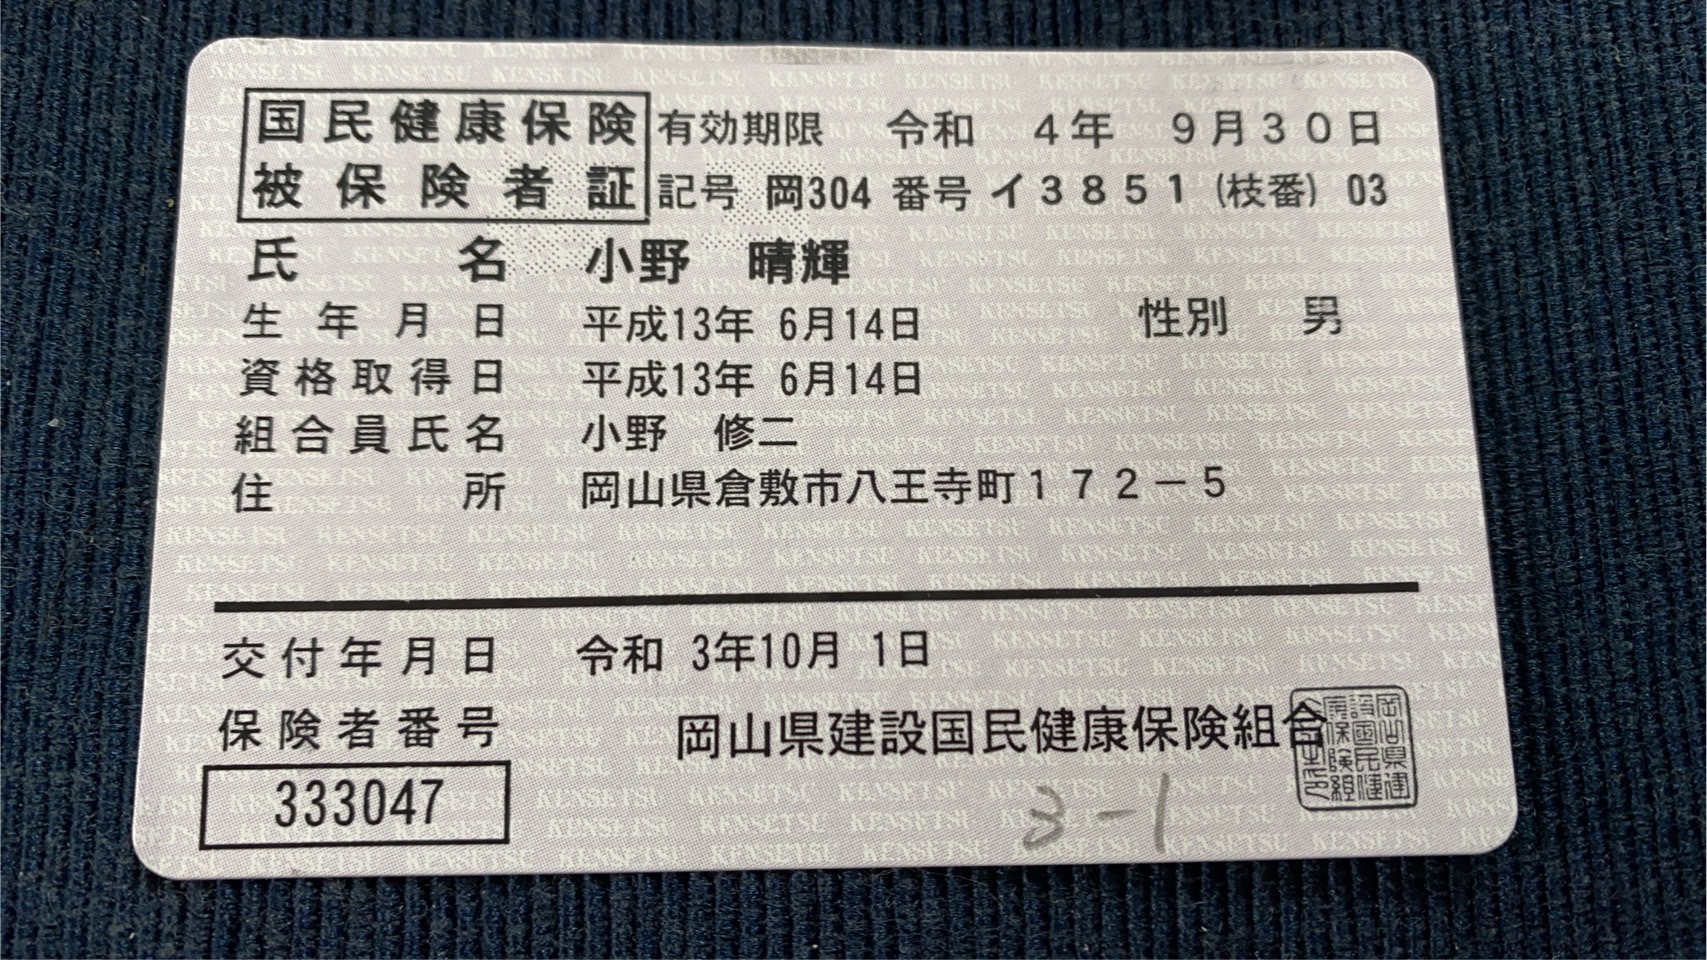 国民健康保険 有効期限 令和 4年 9月30日
被保険者証 記号 岡304 番号 イ3851 (枝番) 03
氏名 小野 晴輝
生年月日 平成13年 6月14日 性別 男
資格取得日 平成13年 6月14日
組合員氏名 小野 修二
住所 岡山県倉敷市八王寺町172-5
交付年月日 令和 3年10月 1日
保険者番号 岡山県建設国民健康保険組合
333047
3-1